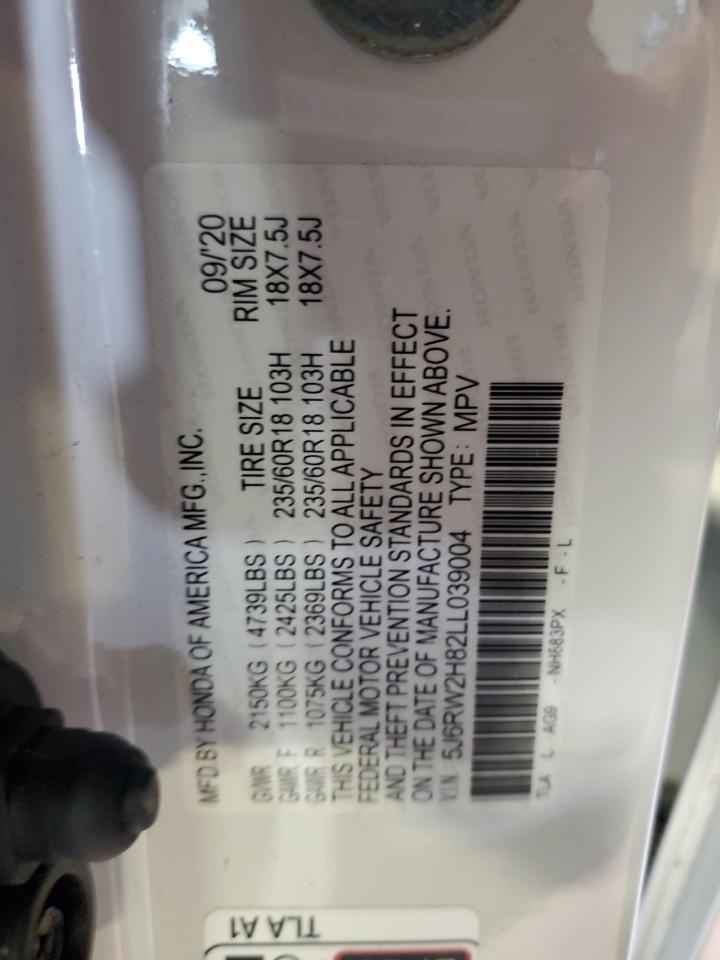 MFD BY HONDA OF AMERICA MFG.,INC. 09/'20
TIRE SIZE RIM SIZE
GVWR 2150KG (4739LBS)
GAWR F 1100KG (2425LBS) 235/60R18 103H 18X7.5J
GAWR R 1075KG (2369LBS) 235/60R18 103H 18X7.5J
THIS VEHICLE CONFORMS TO ALL APPLICABLE
FEDERAL MOTOR VEHICLE SAFETY
AND THEFT PREVENTION STANDARDS IN EFFECT
ON THE DATE OF MANUFACTURE SHOWN ABOVE.
V.I.N. 5J6RW2H82LL039004 TYPE: MPV
TLA L AG9 - NH883PX - F - L
TLA A1